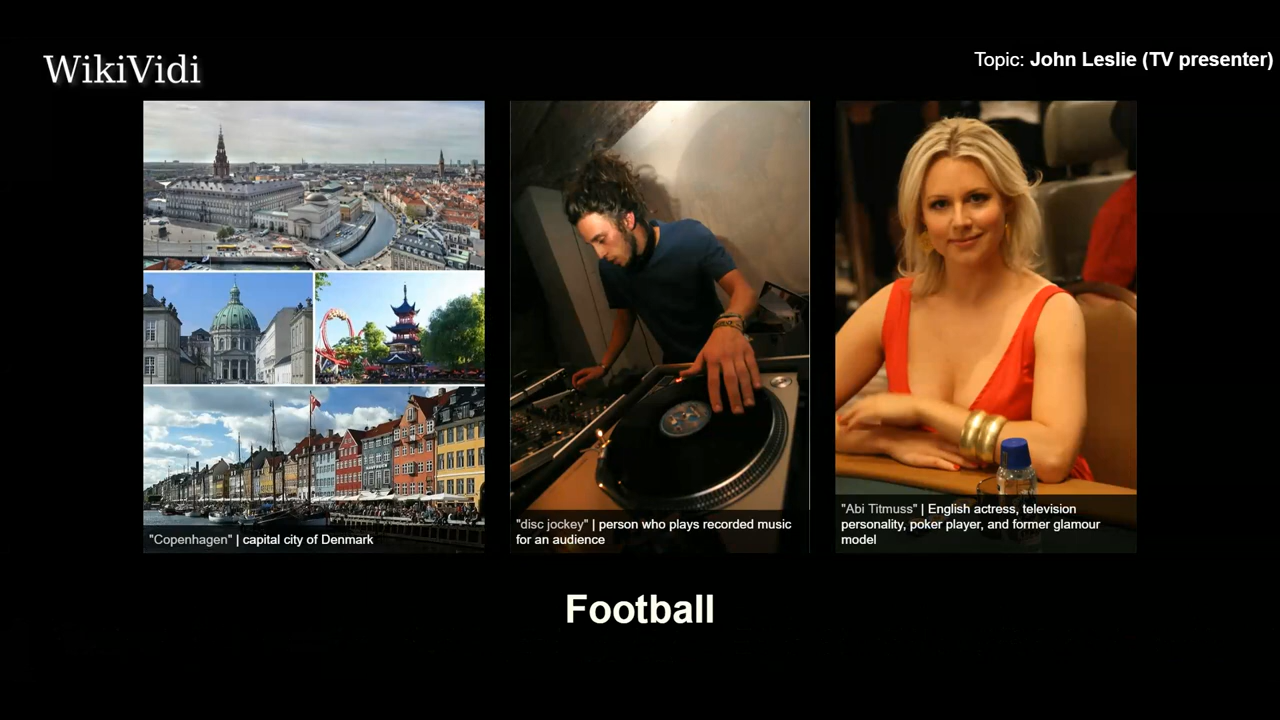 WikiVidi
Topic: John Leslie (TV presenter)
"Copenhagen" | capital city of Denmark
"disc jockey" | person who plays recorded music
for an audience
"Abi Titmuss" | English actress, television
personality, poker player, and former glamour
model
Football